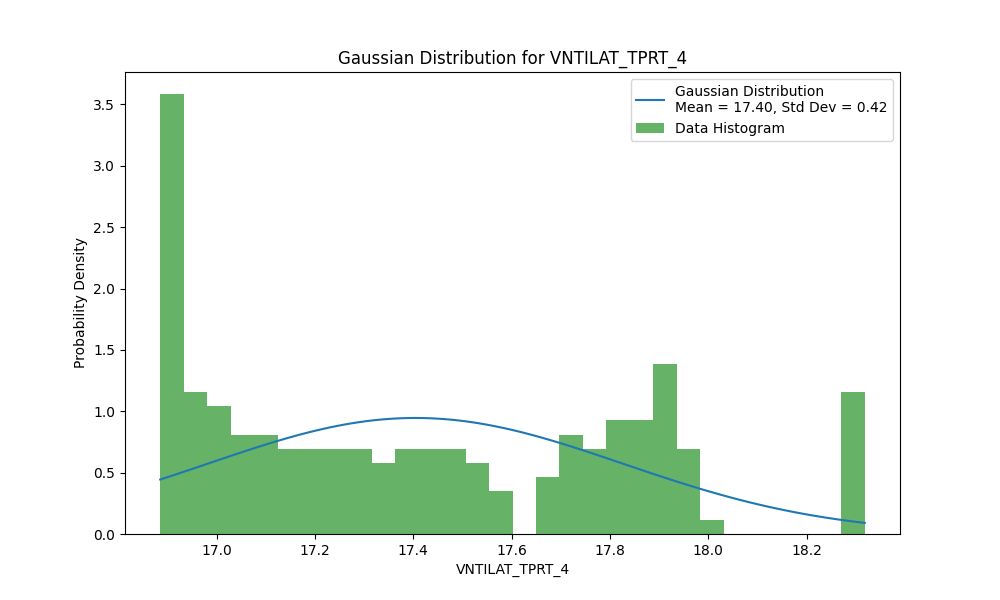 Gaussian Distribution for VNTILAT_TPRT_4
Gaussian Distribution
Mean = 17.40, Std Dev = 0.42
Data Histogram
Probability Density
3.5
3.0
2.5
2.0
1.5
1.0
0.5
0.0
17.0 17.2 17.4 17.6 17.8 18.0 18.2
VNTILAT_TPRT_4